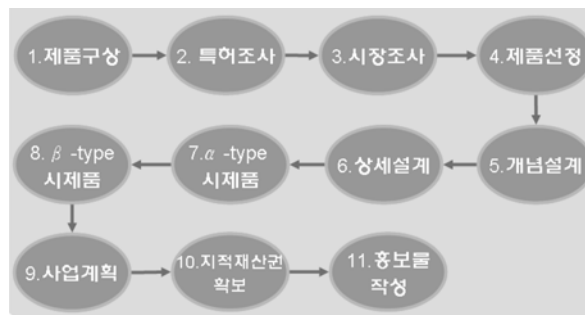 1.제품구상
2. 특허조사
3.시장조사
4.제품선정
5.개념설계
6.상세설계
7.α -type
시제품
8. β -type
시제품
9.사업계획
10.지적재산권
확보
11.홍보물
작성